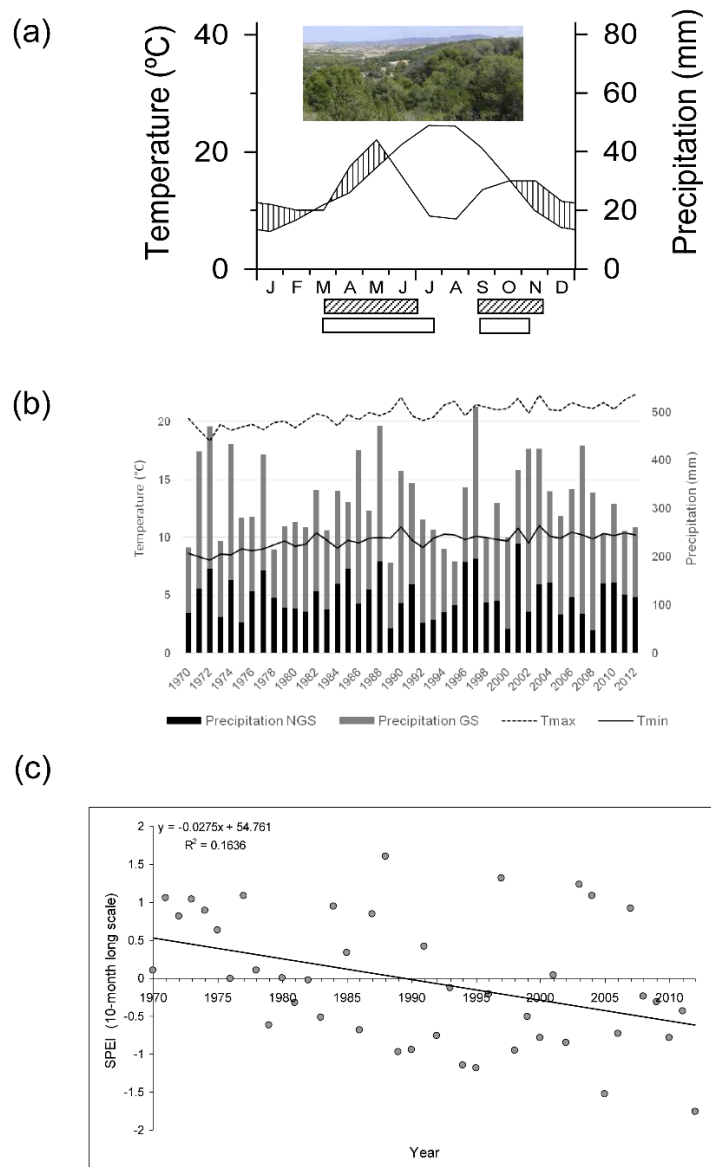 (a)
Temperature (ºC)
Precipitation (mm)
40
20
0
80
60
40
20
0
J F M A M J J A S O N D
(b)
Temperature (°C)
Precipitation (mm)
20
15
10
5
0
500
400
300
200
100
0
1970 1972 1974 1976 1978 1980 1982 1984 1986 1988 1990 1992 1994 1996 1998 2000 2002 2004 2006 2008 2010 2012
Precipitation NGS Precipitation GS Tmax Tmin
(c)
y = -0.0275x + 54.761
R² = 0.1636
SPEI (10-month long scale)
2
1.5
1
0.5
0
-0.5
-1
-1.5
-2
1970 1975 1980 1985 1990 1995 2000 2005 2010
Year